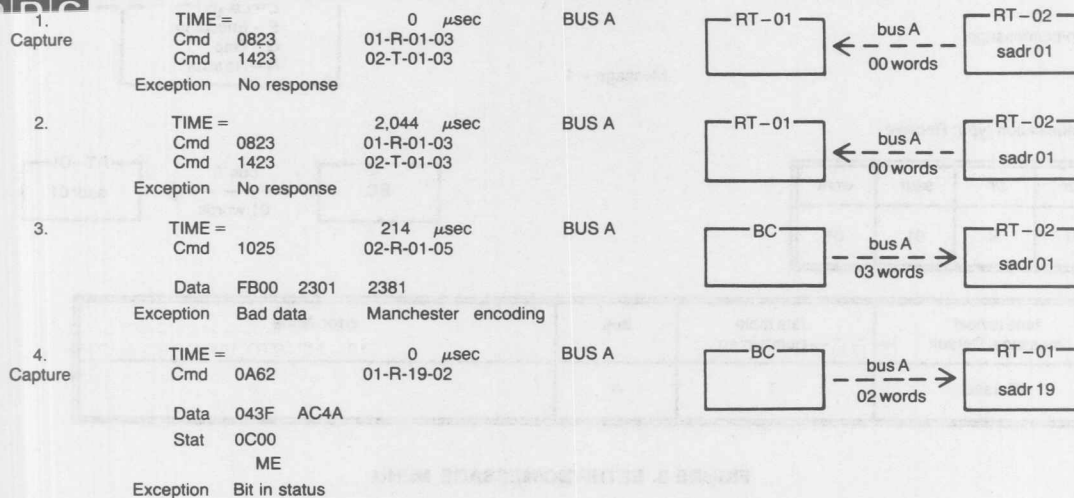 DDC
1. TIME = 0 µsec BUS A RT-01 bus A RT-02
Capture Cmd 0823 01-R-01-03 00 words sadr 01
Cmd 1423 02-T-01-03
Exception No response
2. TIME = 2,044 µsec BUS A RT-01 bus A RT-02
Cmd 0823 01-R-01-03 00 words sadr 01
Cmd 1423 02-T-01-03
Exception No response
3. TIME = 214 µsec BUS A BC bus A RT-02
Cmd 1025 02-R-01-05 03 words sadr 01
Data FB00 2301 2381
Exception Bad data Manchester encoding
4. TIME = 0 µsec BUS A BC bus A RT-01
Capture Cmd 0A62 01-R-19-02 02 words sadr 19
Data 043F AC4A
Stat 0C00
ME
Exception Bit in status